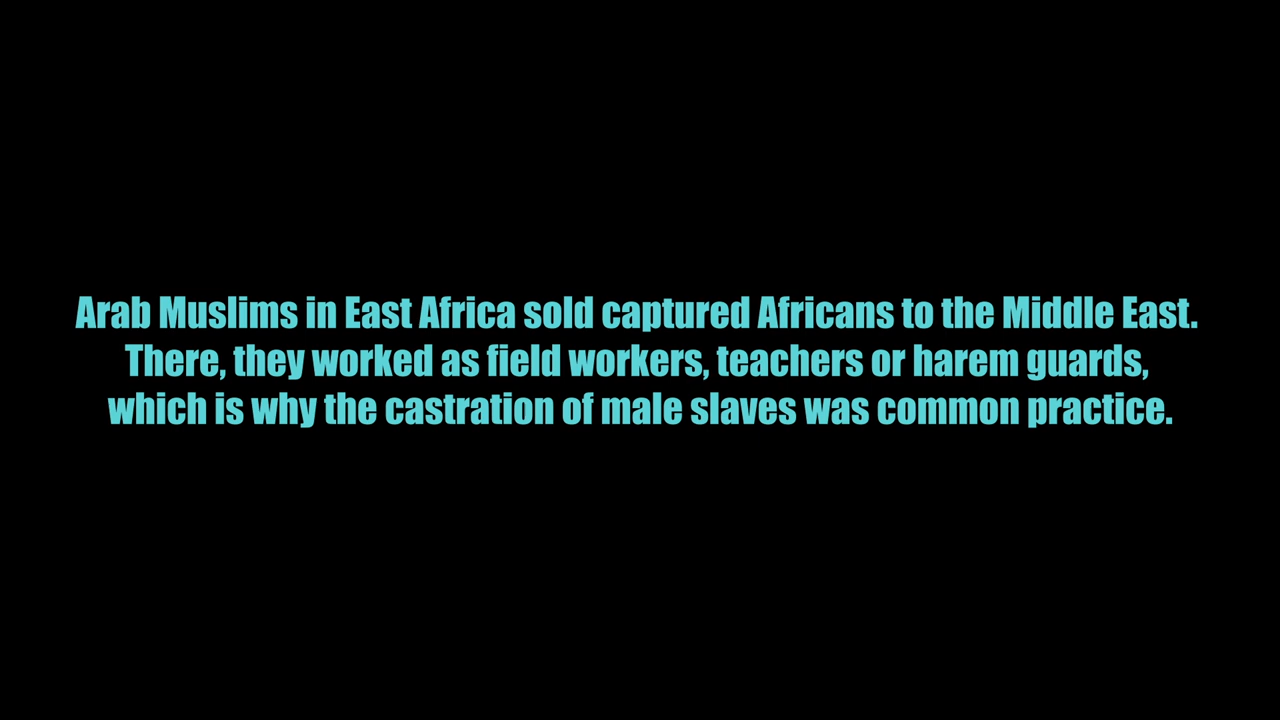 Arab Muslims in East Africa sold captured Africans to the Middle East.
There, they worked as field workers, teachers or harem guards,
which is why the castration of male slaves was common practice.